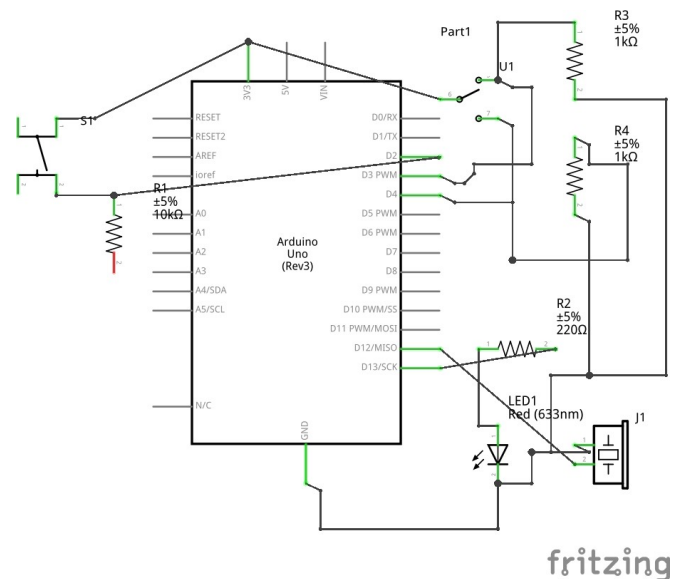 Part1
R3
±5%
1kΩ
U1
S1
3V3
5V
VIN
RESET
RESET2
AREF
ioref
A0
A1
A2
A3
A4/SDA
A5/SCL
N/C
D0/RX
D1/TX
D2
D3 PWM
D4
D5 PWM
D6 PWM
D7
D8
D9 PWM
D10 PWM/SS
D11 PWM/MOSI
D12/MISO
D13/SCK
GND
Arduino
Uno
(Rev3)
R1
±5%
10kΩ
R4
±5%
1kΩ
R2
±5%
220Ω
1
2
LED1
Red (633nm)
J1
fritzing